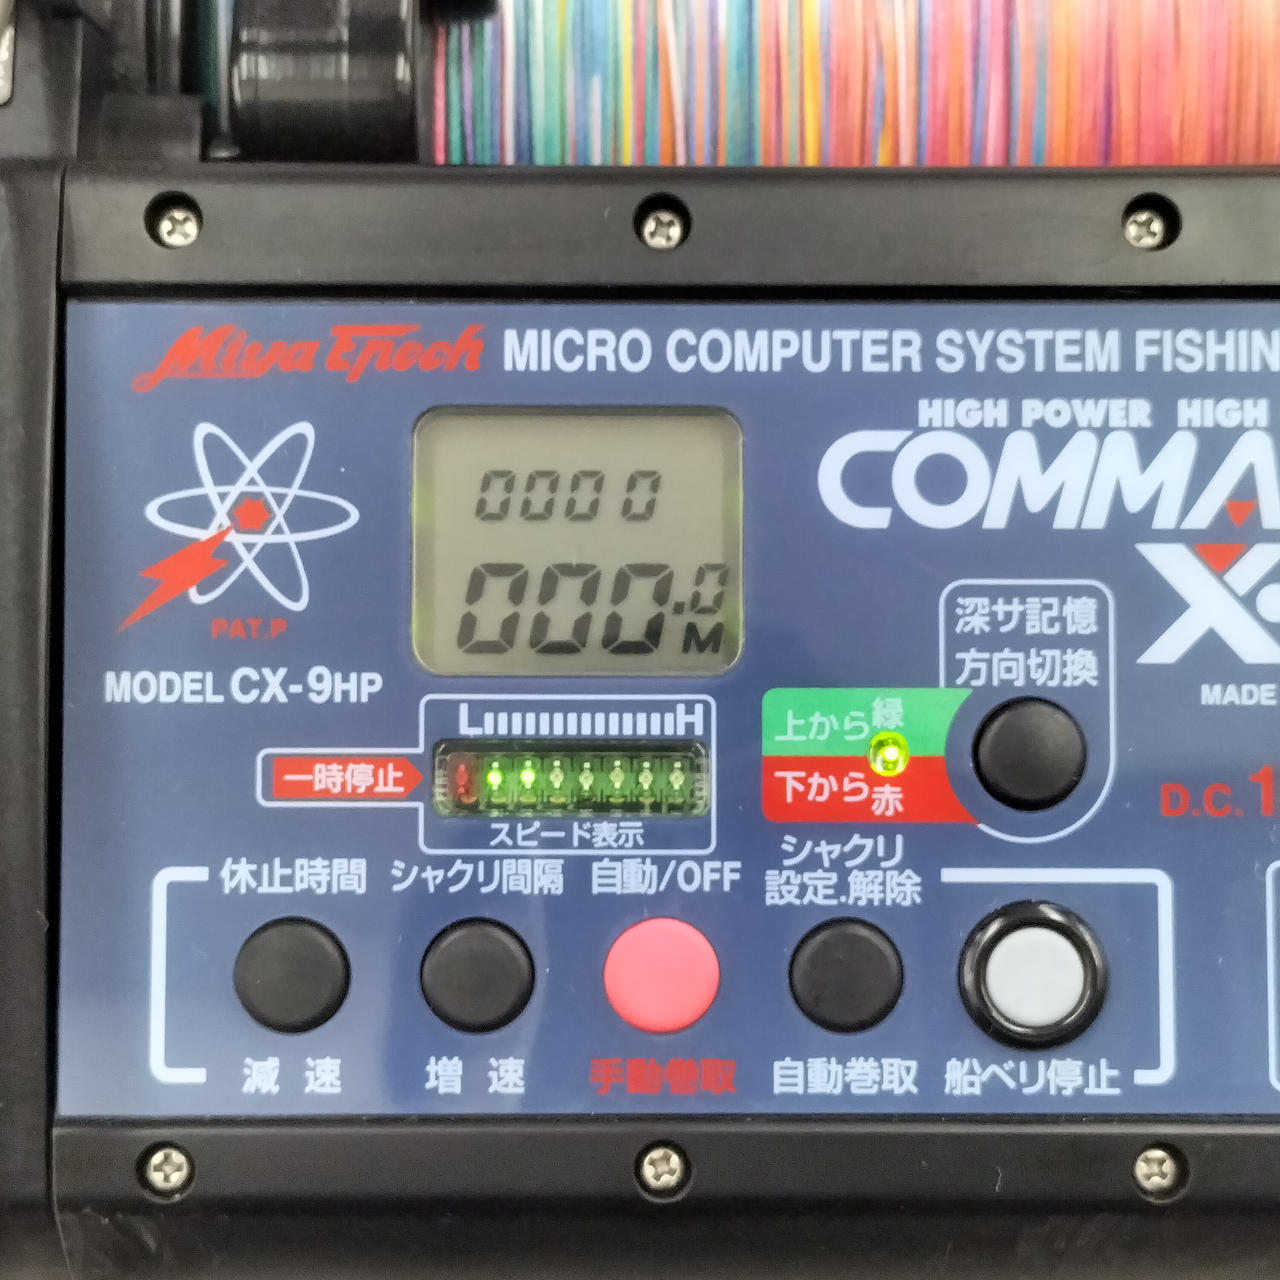 Miya Epoch MICRO COMPUTER SYSTEM FISHIN
HIGH POWER HIGH
COMMA
X
PAT.P
MODEL CX-9HP
0000
000.0
M
深サ記憶
方向切換
MADE
L H
一時停止
スピード表示
上から緑
下から赤
D.C.1
休止時間
シャクリ間隔
自動/OFF
シャクリ
設定.解除
減速
増速
手動巻取
自動巻取
船ベリ停止